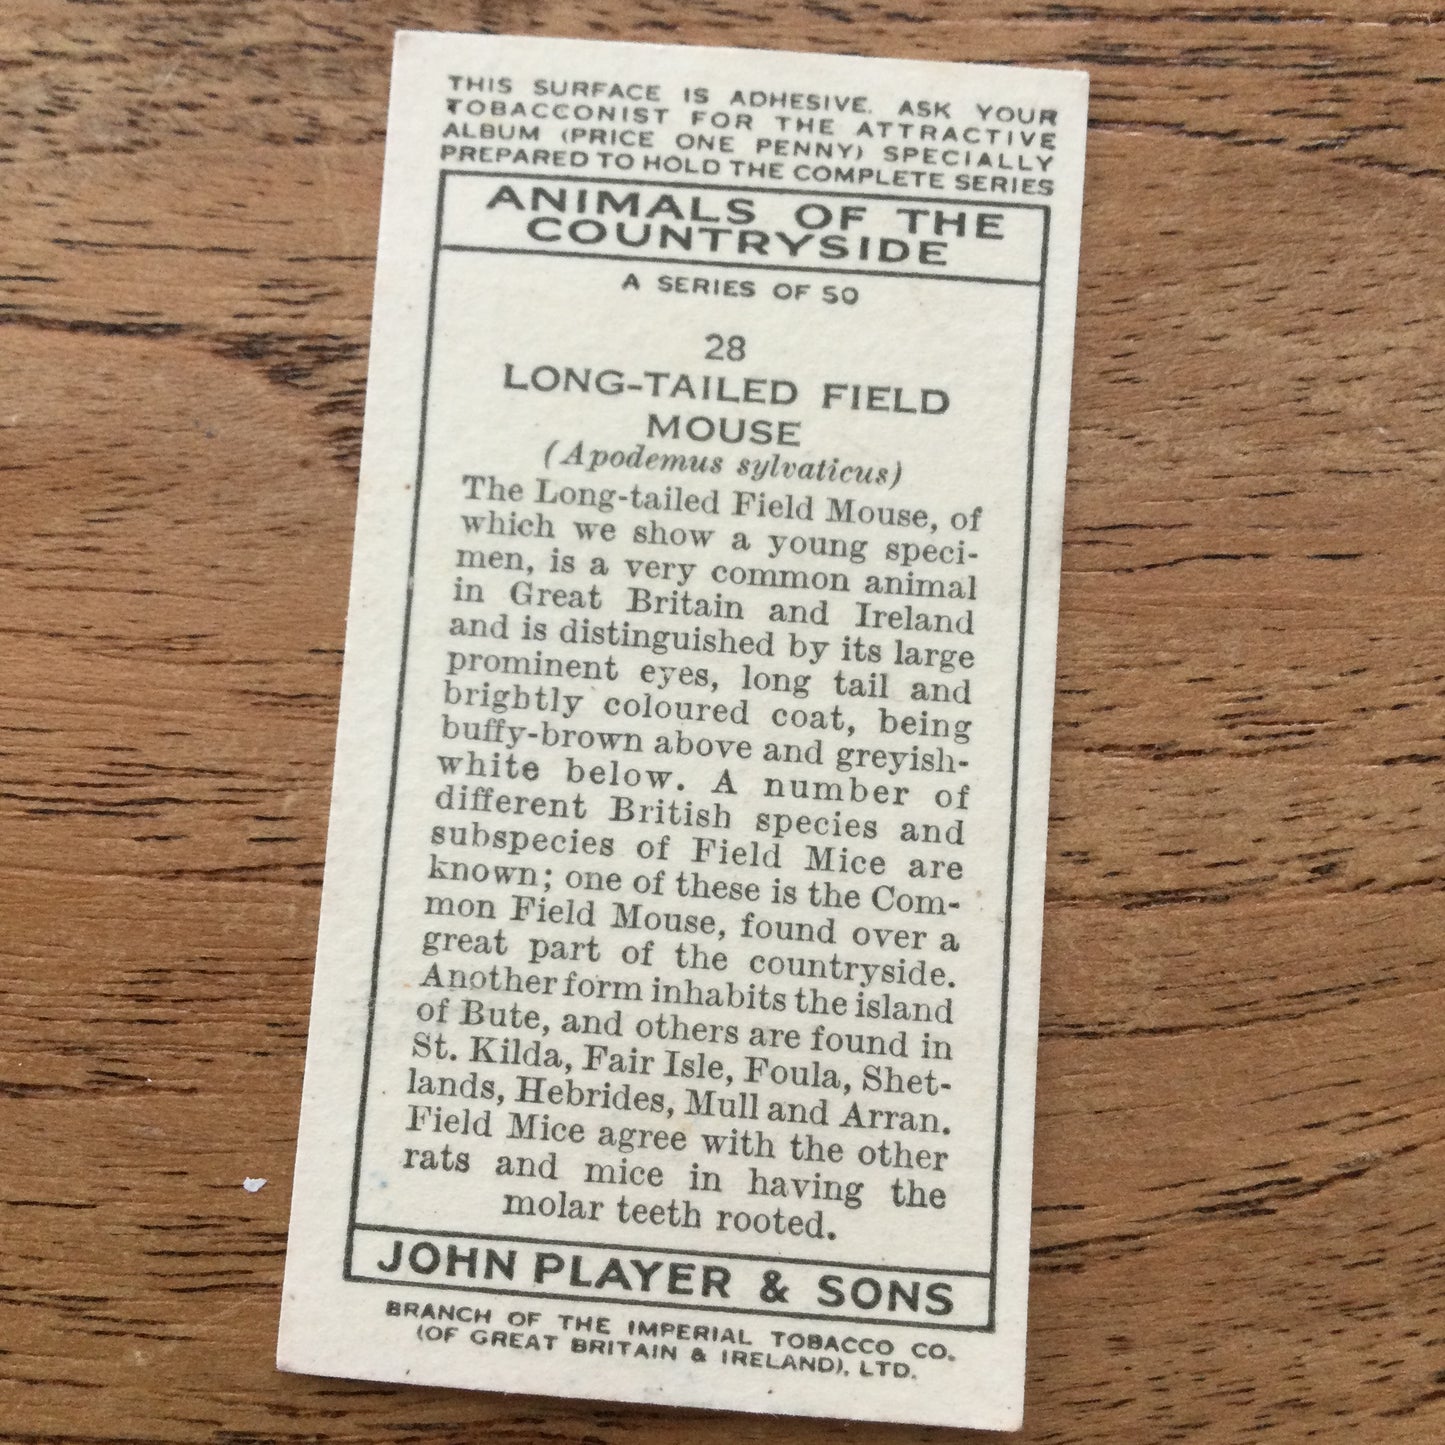 THIS SURFACE IS ADHESIVE. ASK YOUR
TOBACCONIST FOR THE ATTRACTIVE
ALBUM (PRICE ONE PENNY) SPECIALLY
PREPARED TO HOLD THE COMPLETE SERIES
ANIMALS OF THE
COUNTRYSIDE
A SERIES OF 50
28
LONG-TAILED FIELD
MOUSE
(Apodemus sylvaticus)
The Long-tailed Field Mouse, of
which we show a young speci-
men, is a very common animal
in Great Britain and Ireland
and is distinguished by its large
prominent eyes, long tail and
brightly coloured coat, being
buffy-brown above and greyish-
white below. A number of
different British species and
subspecies of Field Mice are
known; one of these is the Com-
mon Field Mouse, found over a
great part of the countryside.
Another form inhabits the island
of Bute, and others are found in
St. Kilda, Fair Isle, Foula, Shet-
lands, Hebrides, Mull and Arran.
Field Mice agree with the other
rats and mice in having the
molar teeth rooted.
JOHN PLAYER & SONS
BRANCH OF THE IMPERIAL TOBACCO CO.
(OF GREAT BRITAIN & IRELAND), LTD.